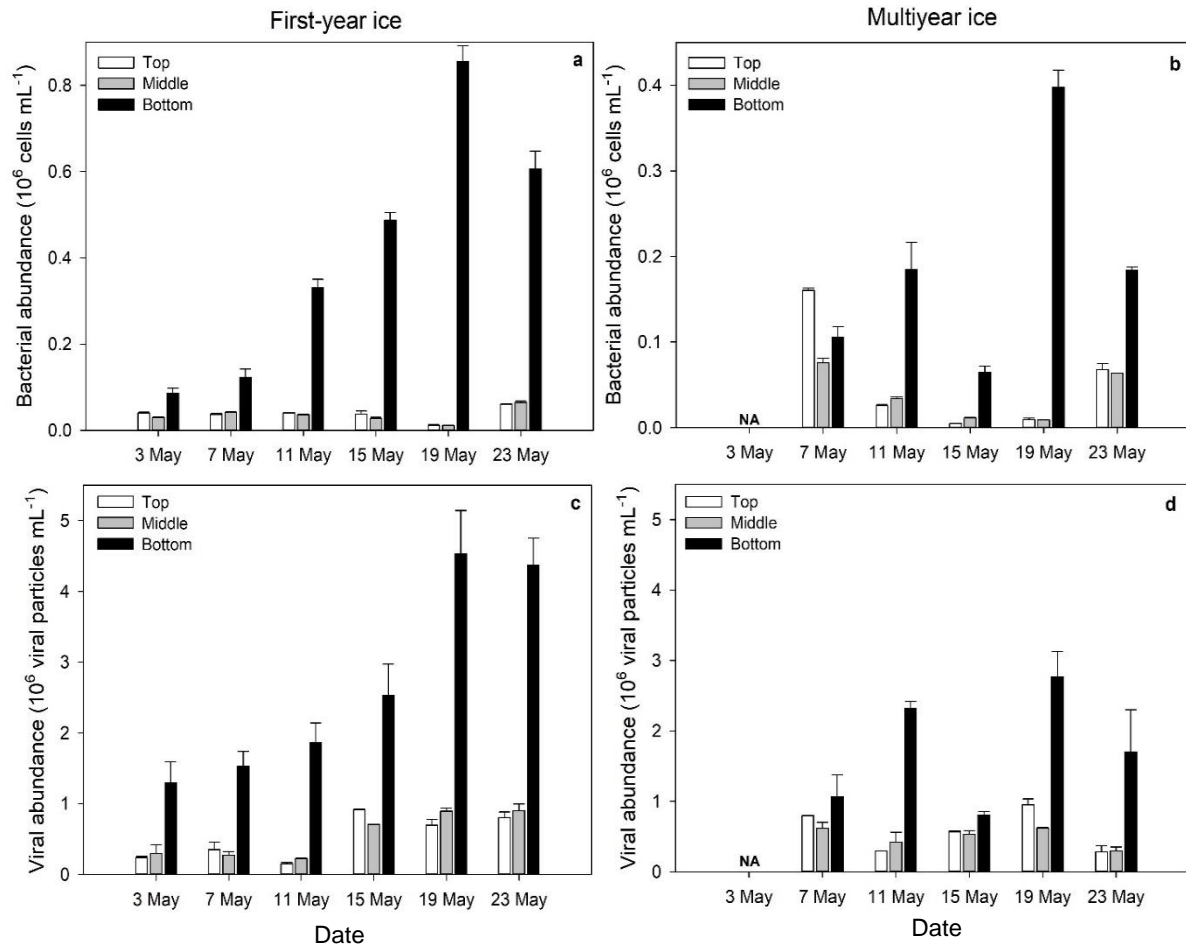 First-year ice
Multiyear ice
a
Top
Middle
Bottom
Bacterial abundance (10⁶ cells mL⁻¹)
0.8
0.6
0.4
0.2
0.0
3 May 7 May 11 May 15 May 19 May 23 May
b
Top
Middle
Bottom
Bacterial abundance (10⁶ cells mL⁻¹)
0.4
0.3
0.2
0.1
0.0
NA
3 May 7 May 11 May 15 May 19 May 23 May
c
Top
Middle
Bottom
Viral abundance (10⁶ viral particles mL⁻¹)
5
4
3
2
1
0
3 May 7 May 11 May 15 May 19 May 23 May
Date
d
Top
Middle
Bottom
Viral abundance (10⁶ viral particles mL⁻¹)
5
4
3
2
1
0
NA
3 May 7 May 11 May 15 May 19 May 23 May
Date